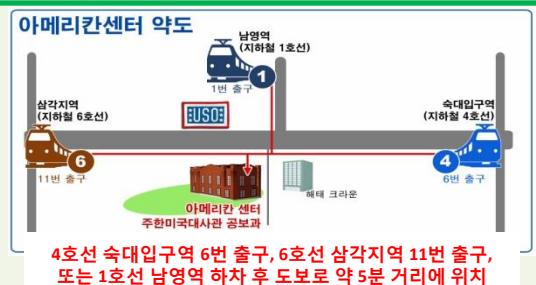 아메리칸센터 약도
남영역
(지하철 1호선)
1
1번 출구
삼각지역
(지하철 6호선)
USO
숙대입구역
(지하철 4호선)
6
11번 출구
4
6번 출구
해태 크라운
아메리칸 센터
주한미국대사관 공보과
4호선 숙대입구역 6번 출구, 6호선 삼각지역 11번 출구,
또는 1호선 남영역 하차 후 도보로 약 5분 거리에 위치